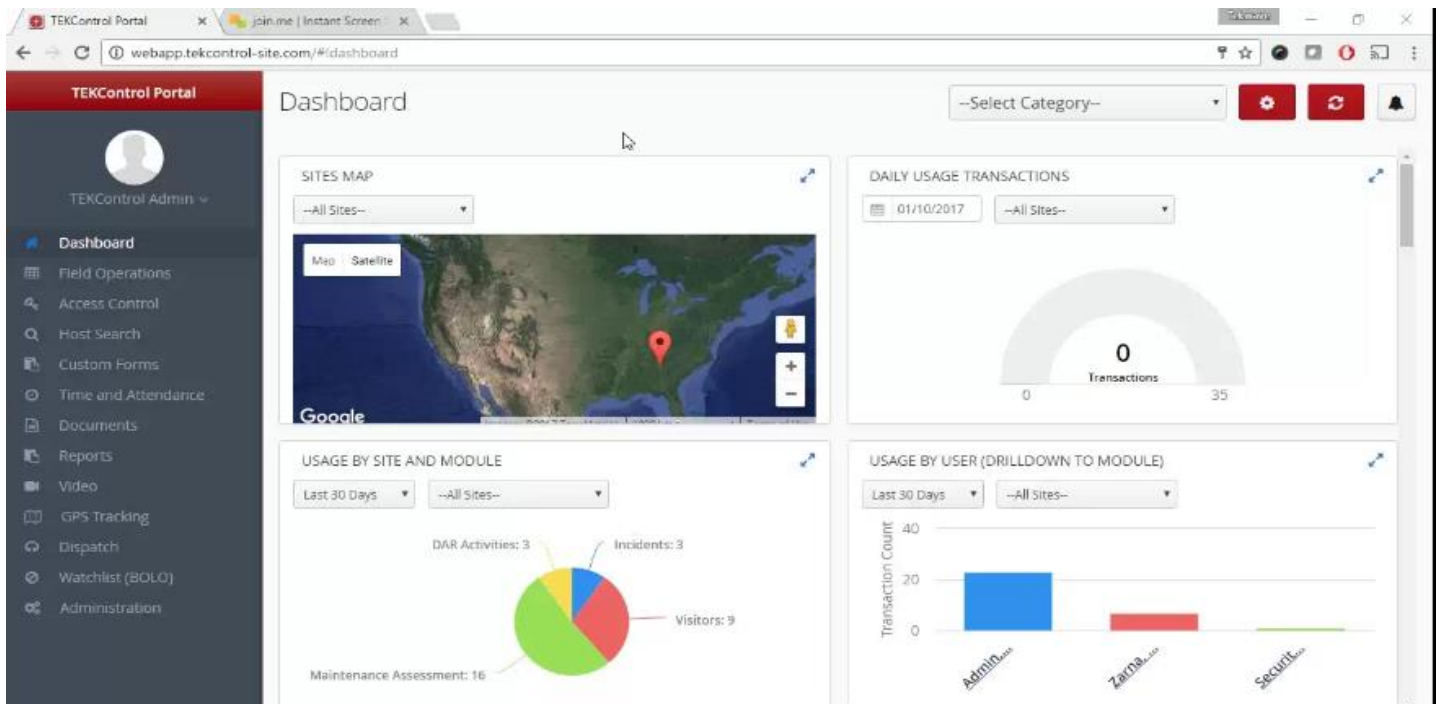 TEKControl Portal
join.me | Instant Screen
webapp.tekcontrol-site.com/#!dashboard
TEKControl Portal
TEKControl Admin
Dashboard
Field Operations
Access Control
Host Search
Custom Forms
Time and Attendance
Documents
Reports
Video
GPS Tracking
Dispatch
Watchlist (BOLO)
Administration
Dashboard
--Select Category--
SITES MAP
--All Sites--
Map Satellite
Google
DAILY USAGE TRANSACTIONS
01/10/2017 --All Sites--
0
Transactions
0 35
USAGE BY SITE AND MODULE
Last 30 Days --All Sites--
DAR Activities: 3 Incidents: 3
Visitors: 9
Maintenance Assessment: 16
USAGE BY USER (DRILLDOWN TO MODULE)
Last 30 Days --All Sites--
Transaction Count
40
20
0
Admin,... Zarna,... Securit...